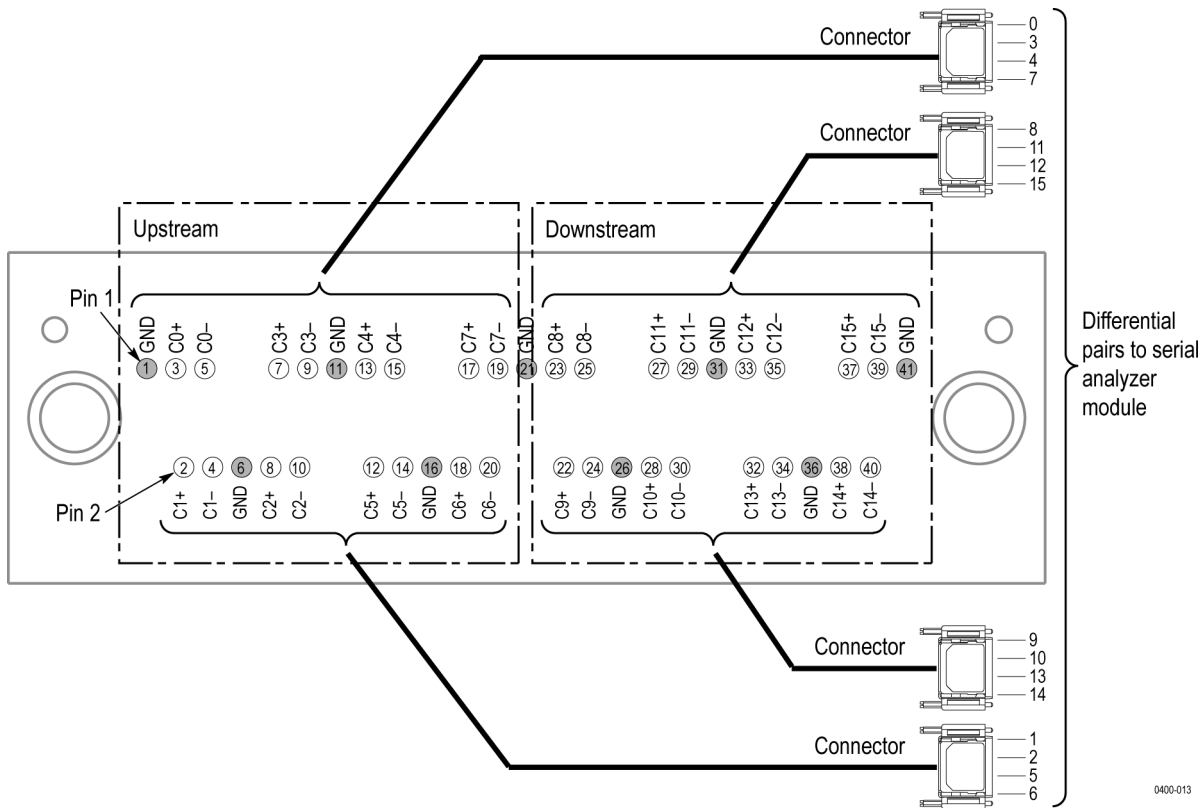 Connector
0
3
4
7
Connector
8
11
12
15
Upstream
Downstream
Pin 1
GND C0+ C0– C3+ C3– GND C4+ C4– C7+ C7– GND C8+ C8– C11+ C11– GND C12+ C12– C15+ C15– GND
1 3 5 7 9 11 13 15 17 19 21 23 25 27 29 31 33 35 37 39 41
Differential
pairs to serial
analyzer
module
2 4 6 8 10 12 14 16 18 20 22 24 26 28 30 32 34 36 38 40
C1+ C1– GND C2+ C2– C5+ C5– GND C6+ C6– C9+ C9– GND C10+ C10– C13+ C13– GND C14+ C14–
Pin 2
Connector
9
10
13
14
Connector
1
2
5
6
0400-013